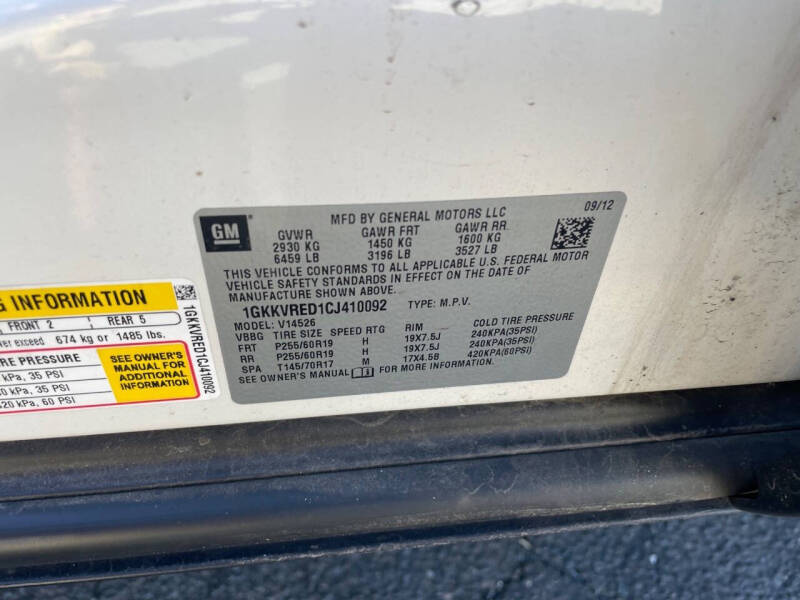 GM
MFD BY GENERAL MOTORS LLC
09/12
GVWR GAWR FRT GAWR RR
2930 KG 1450 KG 1600 KG
6459 LB 3196 LB 3527 LB
THIS VEHICLE CONFORMS TO ALL APPLICABLE U.S. FEDERAL MOTOR
VEHICLE SAFETY STANDARDS IN EFFECT ON THE DATE OF
MANUFACTURE SHOWN ABOVE.
1GKKVRED1CJ410092 TYPE: M.P.V.
MODEL: V14526
VBBG TIRE SIZE SPEED RTG RIM COLD TIRE PRESSURE
FRT P255/60R19 H 19X7.5J 240KPA(35PSI)
RR P255/60R19 H 19X7.5J 240KPA(35PSI)
SPA T145/70R17 M 17X4.5B 420KPA(60PSI)
SEE OWNER'S MANUAL FOR MORE INFORMATION.
G INFORMATION
FRONT 2 REAR 5
ver exceed 674 kg or 1485 lbs.
RE PRESSURE
kPa, 35 PSI
0 kPa, 35 PSI
20 kPa, 60 PSI
SEE OWNER'S
MANUAL FOR
ADDITIONAL
INFORMATION
1GKKVRED1CJ410092